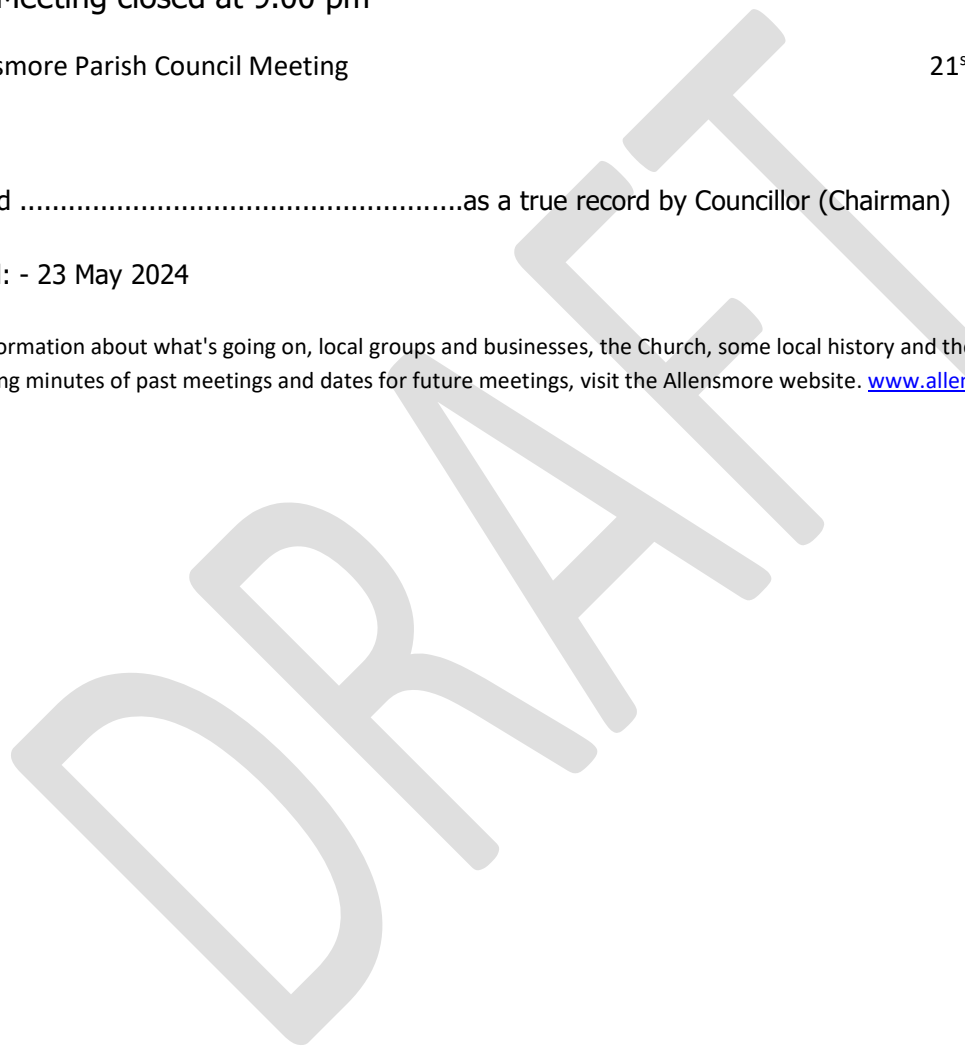 Meeting closed at 9:00 pm
smore Parish Council Meeting 21s
d ......................................................as a true record by Councillor (Chairman)
: - 23 May 2024
ormation about what's going on, local groups and businesses, the Church, some local history and the
ng minutes of past meetings and dates for future meetings, visit the Allensmore website. www.aller
DRAFT